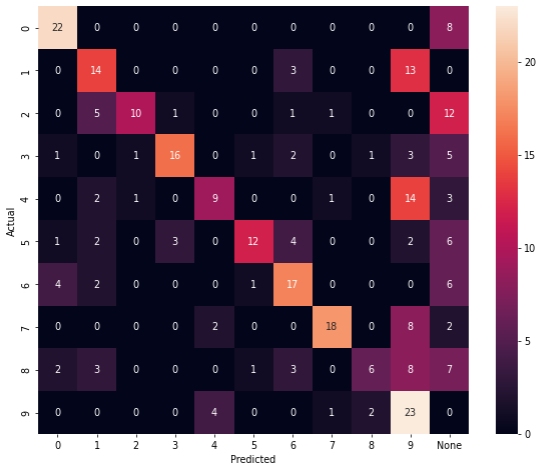 0 22 0 0 0 0 0 0 0 0 0 8
1 0 14 0 0 0 0 3 0 0 13 0
2 0 5 10 1 0 0 1 1 0 0 12
3 1 0 1 16 0 1 2 0 1 3 5
4 0 2 1 0 9 0 0 1 0 14 3
5 1 2 0 3 0 12 4 0 0 2 6
6 4 2 0 0 0 1 17 0 0 0 6
7 0 0 0 0 2 0 0 18 0 8 2
8 2 3 0 0 0 1 3 0 6 8 7
9 0 0 0 0 4 0 0 1 2 23 0
0 1 2 3 4 5 6 7 8 9 None
Predicted
Actual
20
15
10
5
0